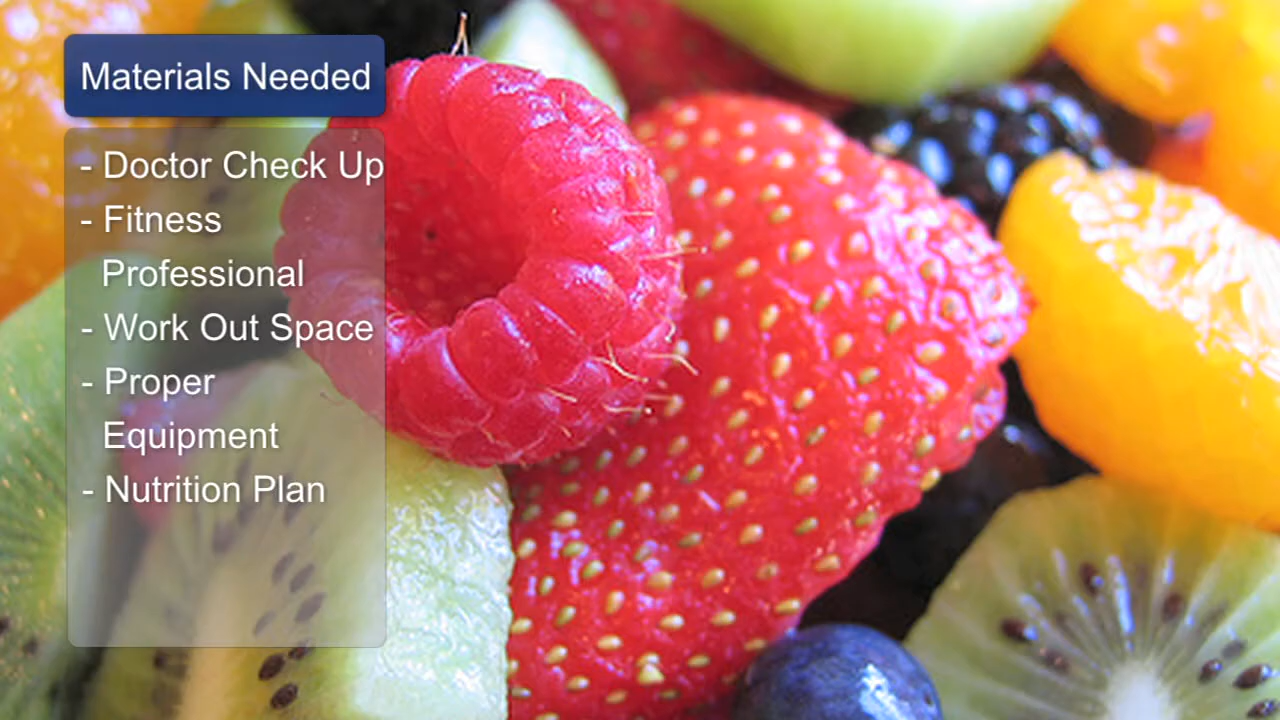 Materials Needed
- Doctor Check Up
- Fitness
Professional
- Work Out Space
- Proper
Equipment
- Nutrition Plan